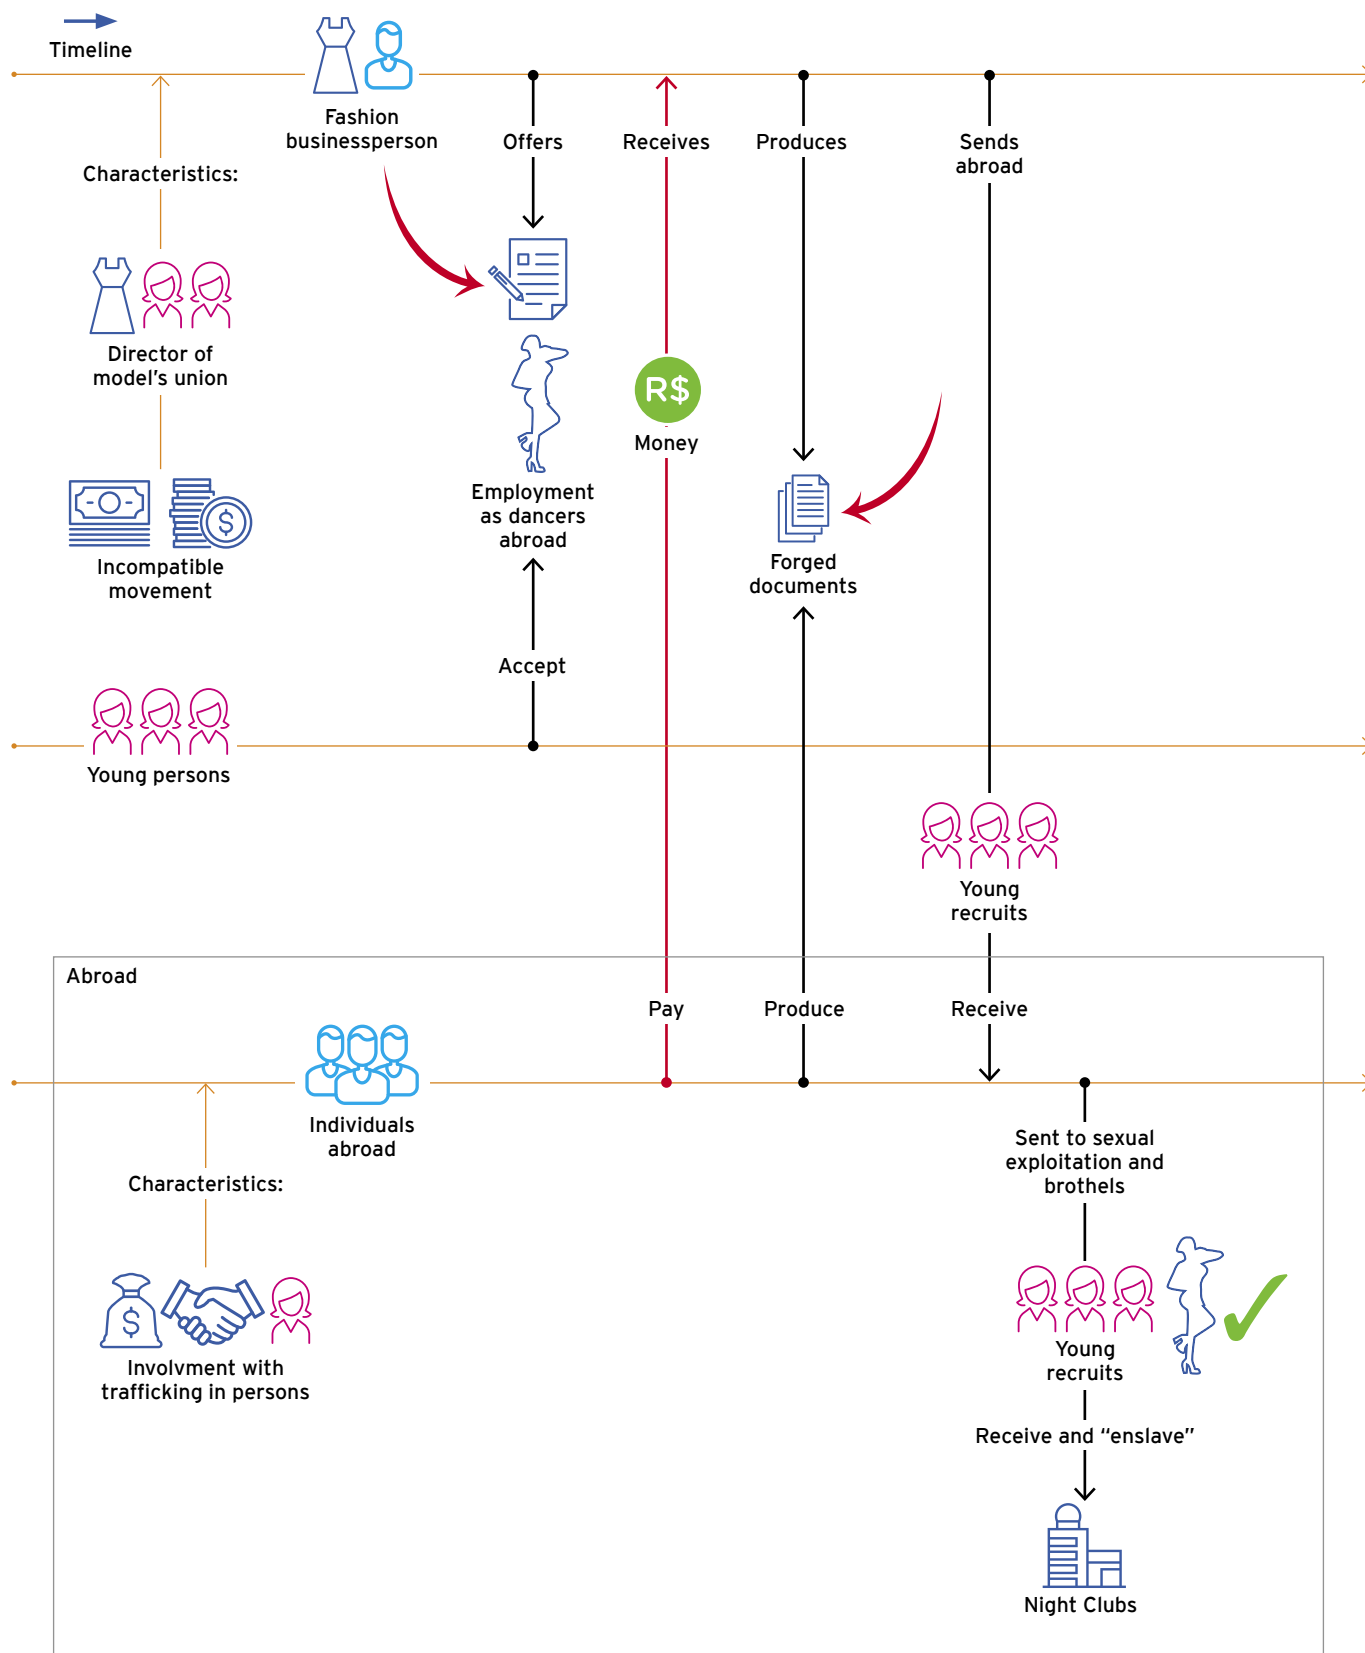 Timeline
Fashion
businessperson
Offers
Receives
Produces
Sends
abroad
Characteristics:
Director of
model's union
R$
Money
Incompatible
movement
$
Employment
as dancers
abroad
Forged
documents
Accept
Young persons
Young
recruits
Abroad
Pay
Produce
Receive
Individuals
abroad
Characteristics:
Sent to sexual
exploitation and
brothels
$
Involvment with
trafficking in persons
Young
recruits
Receive and “enslave”
Night Clubs